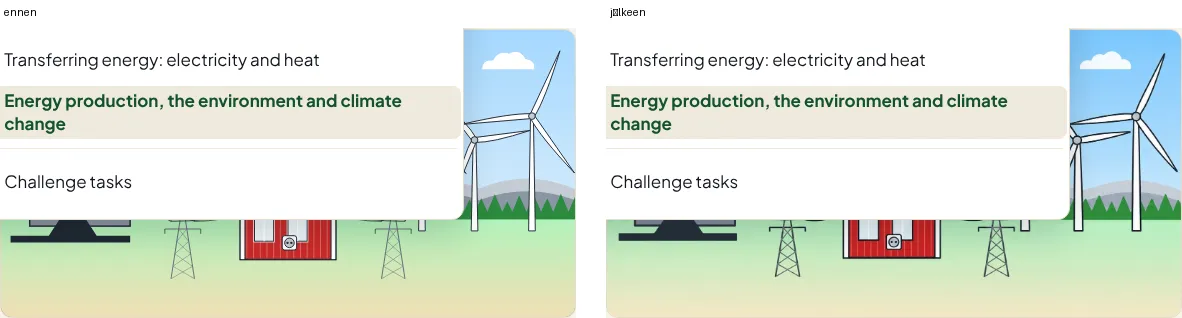 ennen
Transferring energy: electricity and heat
Energy production, the environment and climate
change
Challenge tasks
j□lkeen
Transferring energy: electricity and heat
Energy production, the environment and climate
change
Challenge tasks